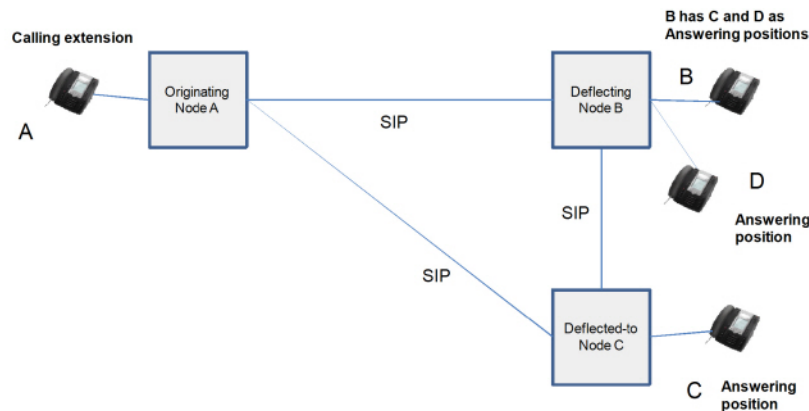 Calling extension
A
Originating
Node A
SIP
Deflecting
Node B
B has C and D as
Answering positions
B
D
Answering
position
SIP
SIP
Deflected-to
Node C
C
Answering
position